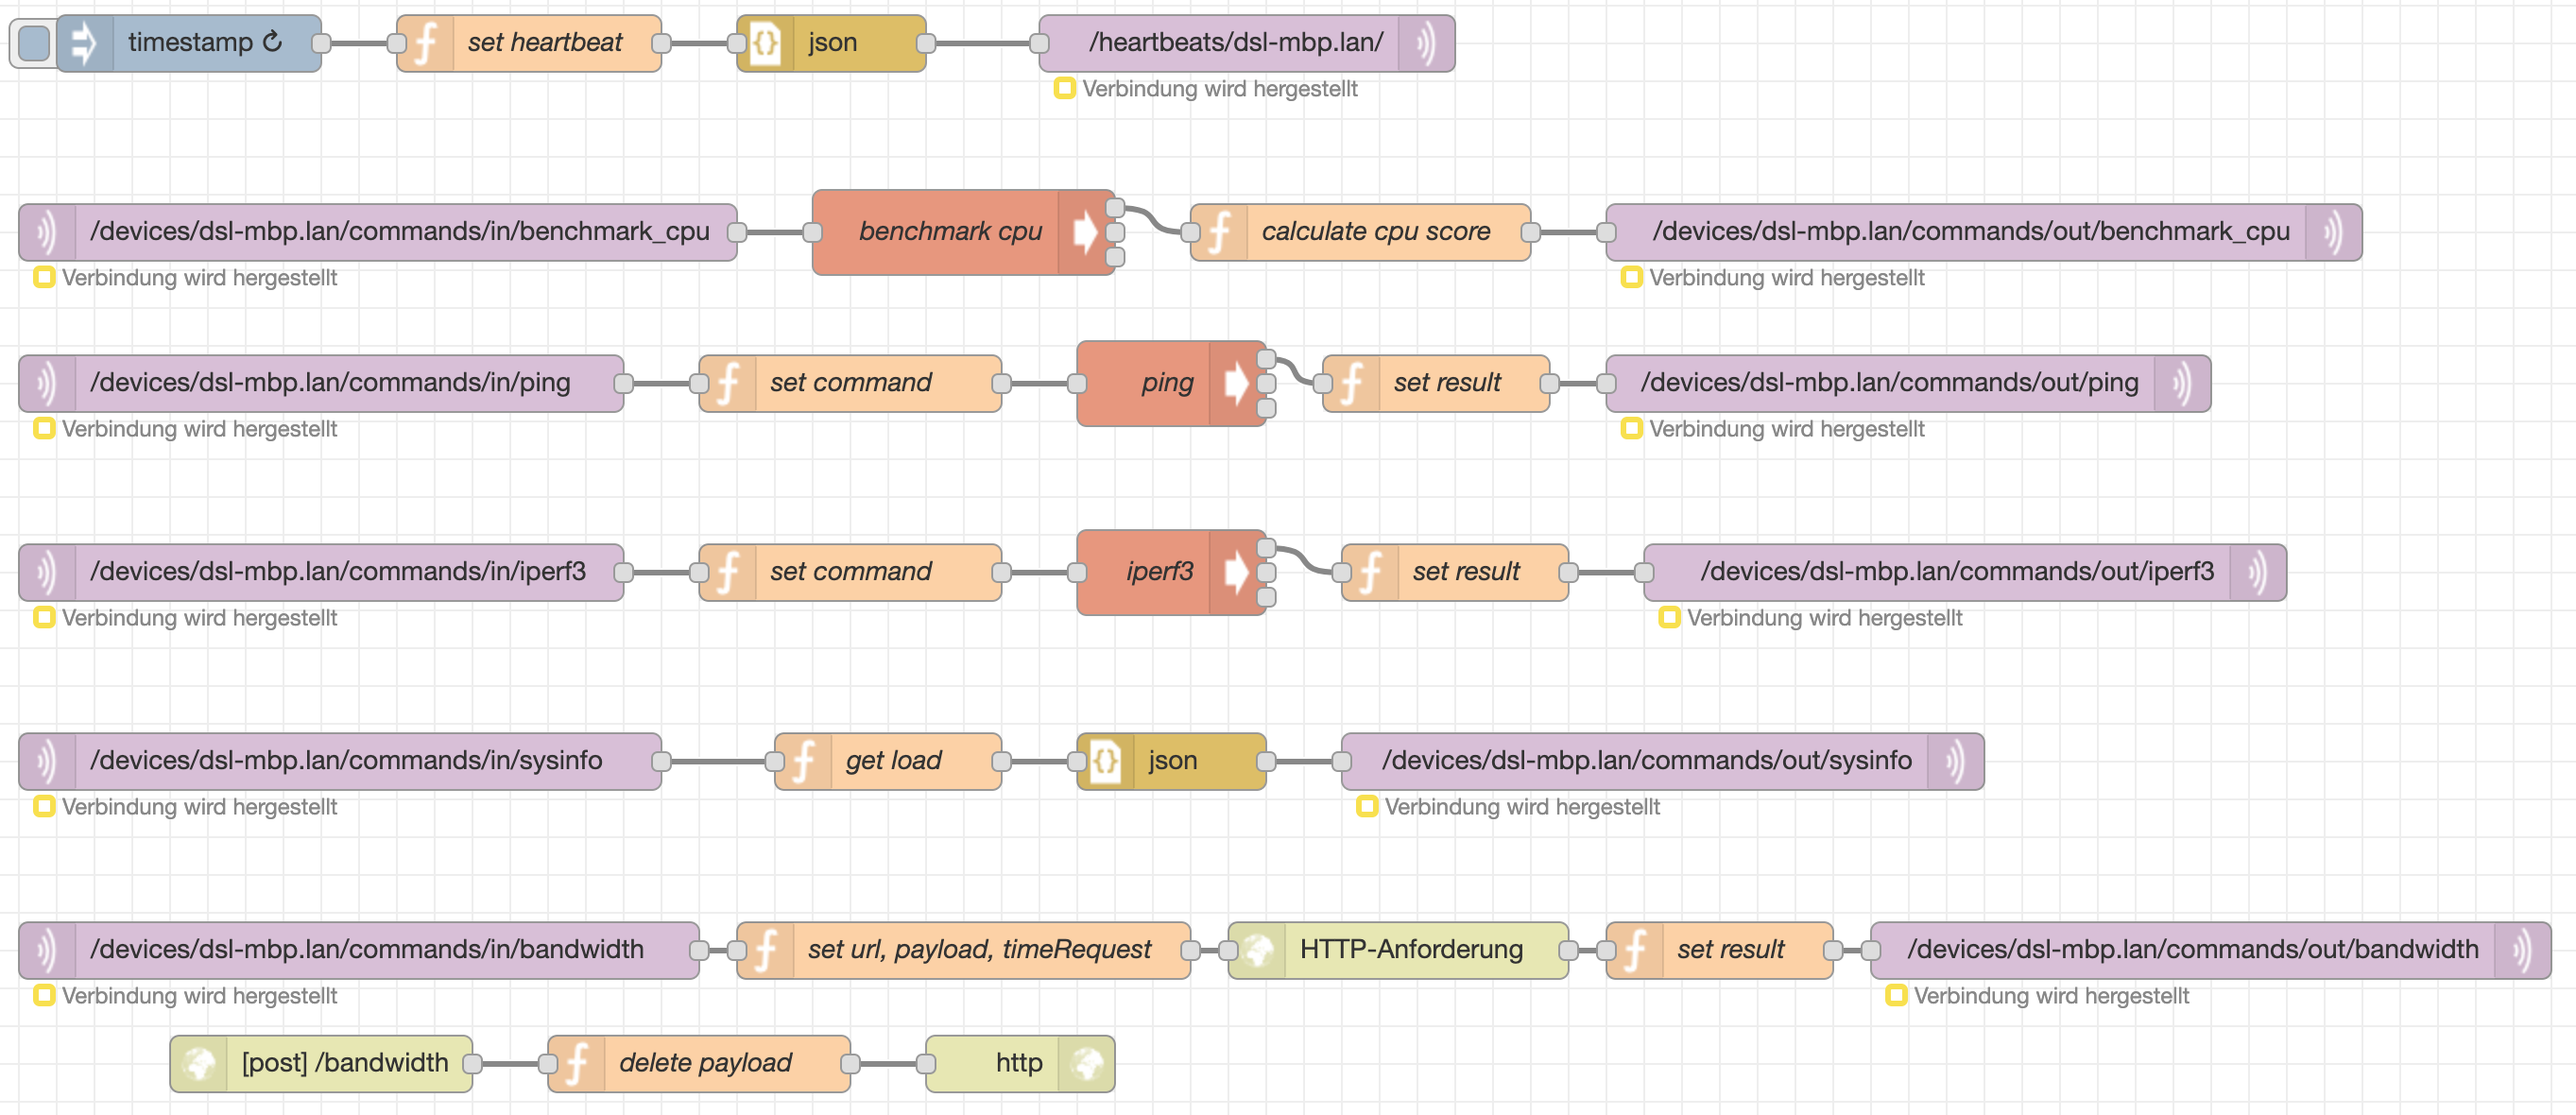 timestamp ↻ set heartbeat json /heartbeats/dsl-mbp.lan/
Verbindung wird hergestellt
/devices/dsl-mbp.lan/commands/in/benchmark_cpu benchmark cpu calculate cpu score /devices/dsl-mbp.lan/commands/out/benchmark_cpu
Verbindung wird hergestellt Verbindung wird hergestellt
/devices/dsl-mbp.lan/commands/in/ping set command ping set result /devices/dsl-mbp.lan/commands/out/ping
Verbindung wird hergestellt Verbindung wird hergestellt
/devices/dsl-mbp.lan/commands/in/iperf3 set command iperf3 set result /devices/dsl-mbp.lan/commands/out/iperf3
Verbindung wird hergestellt Verbindung wird hergestellt
/devices/dsl-mbp.lan/commands/in/sysinfo get load json /devices/dsl-mbp.lan/commands/out/sysinfo
Verbindung wird hergestellt Verbindung wird hergestellt
/devices/dsl-mbp.lan/commands/in/bandwidth set url, payload, timeRequest HTTP-Anforderung set result /devices/dsl-mbp.lan/commands/out/bandwidth
Verbindung wird hergestellt Verbindung wird hergestellt
[post] /bandwidth delete payload http